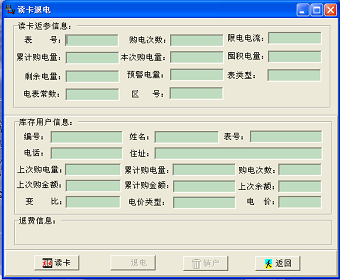 读卡退电
读卡返参信息:
表 号: 购电次数: 限电电流:
累计购电量: 本次购电量: 囤积电量:
剩余电量: 预警电量: 表类型:
电表常数: 区 号:
库存用户信息:
编号: 姓名: 表号:
电话: 住址:
上次购电量: 累计购电量: 购电次数:
上次购金额: 累计购金额: 上次余额:
变 比: 电价类型: 电 价:
退费信息:
读卡 退电 销户 返回